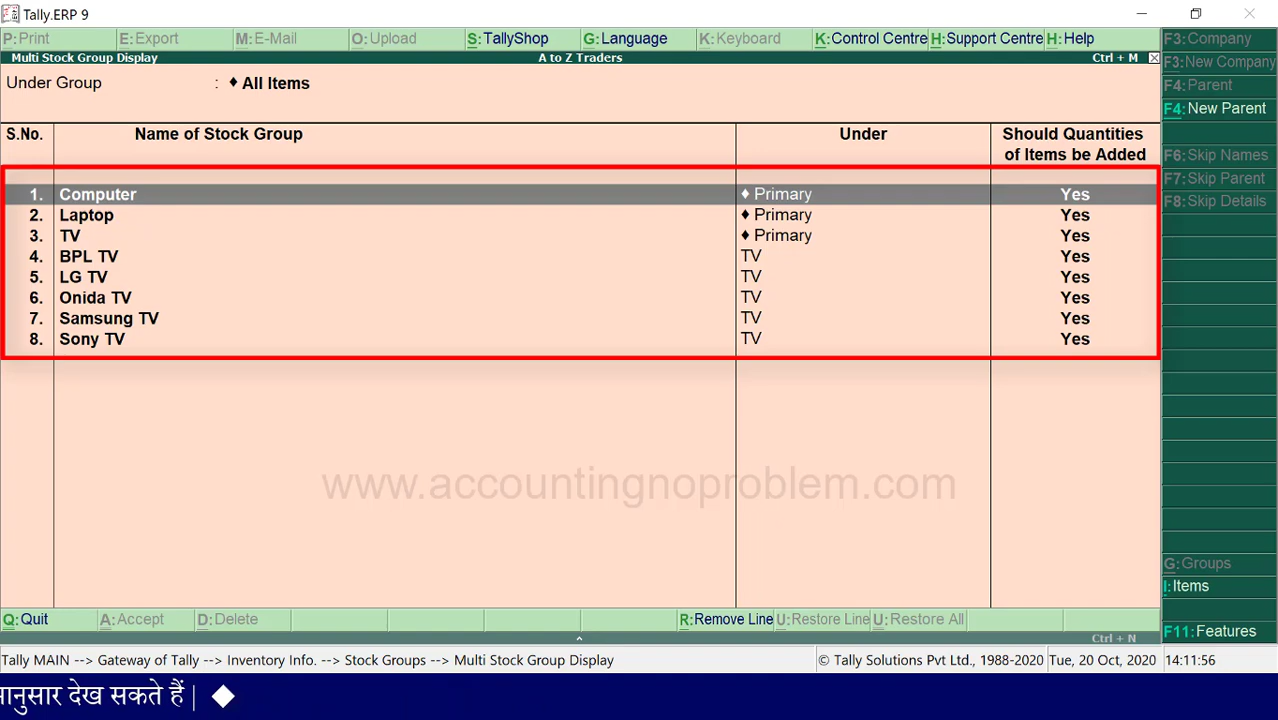 Tally.ERP 9
P:Print E:Export M:E-Mail O:Upload S:TallyShop G:Language K:Keyboard K:Control Centre H:Support Centre H:Help
Multi Stock Group Display A to Z Traders Ctrl + M
Under Group : ♦ All Items
S.No. Name of Stock Group Under Should Quantities
of Items be Added
1. Computer ♦ Primary Yes
2. Laptop ♦ Primary Yes
3. TV ♦ Primary Yes
4. BPL TV TV Yes
5. LG TV TV Yes
6. Onida TV TV Yes
7. Samsung TV TV Yes
8. Sony TV TV Yes
www.accountingnoproblem.com
F3:Company
F3:New Company
F4:Parent
F4:New Parent
F6:Skip Names
F7:Skip Parent
F8:Skip Details
G:Groups
I:Items
F11:Features
Q:Quit A:Accept D:Delete R:Remove Line U:Restore Line U:Restore All
Ctrl + N
Tally MAIN --> Gateway of Tally --> Inventory Info. --> Stock Groups --> Multi Stock Group Display © Tally Solutions Pvt Ltd., 1988-2020 Tue, 20 Oct, 2020 14:11:56
देख सकते हैं | ◆